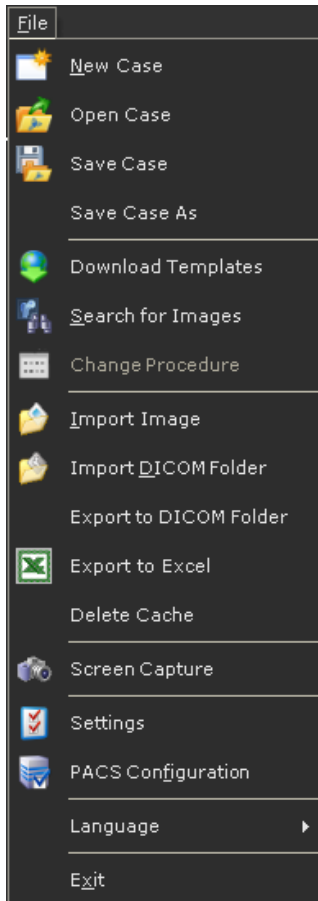 File
New Case
Open Case
Save Case
Save Case As
Download Templates
Search for Images
Change Procedure
Import Image
Import DICOM Folder
Export to DICOM Folder
Export to Excel
Delete Cache
Screen Capture
Settings
PACS Configuration
Language
Exit